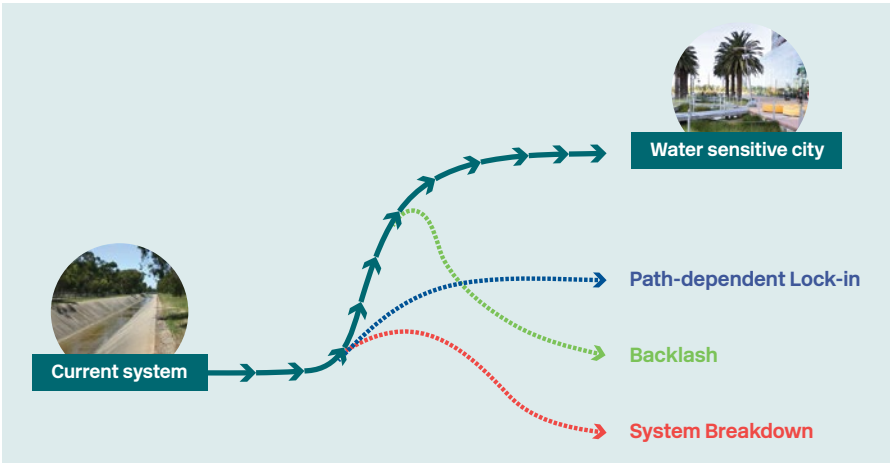 Water sensitive city
Path-dependent Lock-in
Current system
Backlash
System Breakdown